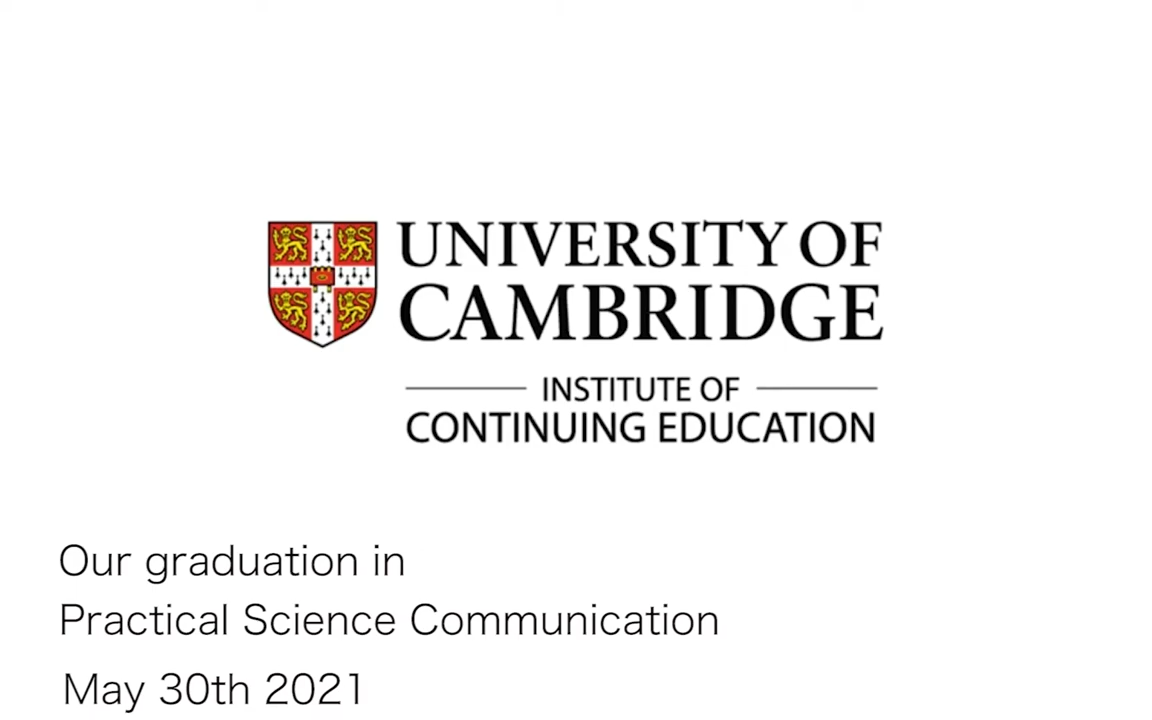 UNIVERSITY OF
CAMBRIDGE
INSTITUTE OF
CONTINUING EDUCATION
Our graduation in
Practical Science Communication
May 30th 2021